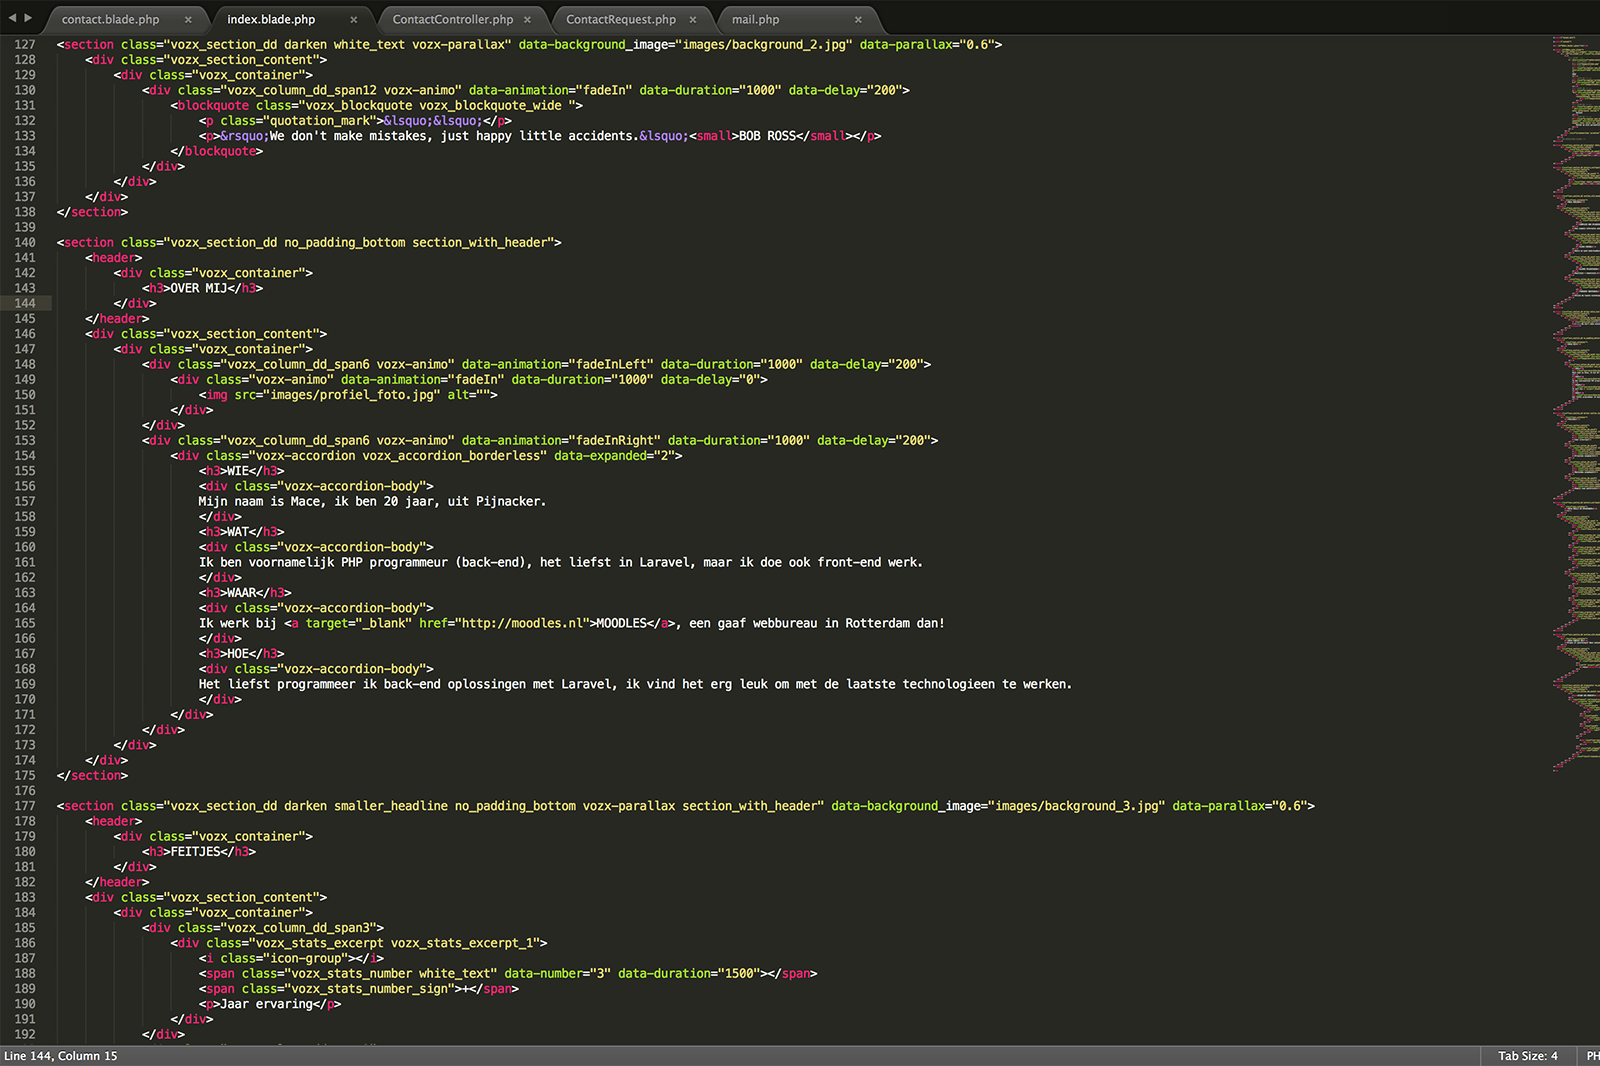 contact.blade.php × index.blade.php × ContactController.php × ContactRequest.php × mail.php ×
127 <section class="vozx_section_dd darken white_text vozx-parallax" data-background_image="images/background_2.jpg" data-parallax="0.6">
128 <div class="vozx_section_content">
129 <div class="vozx_container">
130 <div class="vozx_column_dd_span12 vozx-animo" data-animation="fadeIn" data-duration="1000" data-delay="200">
131 <blockquote class="vozx_blockquote vozx_blockquote_wide ">
132 <p class="quotation_mark">&lsquo;&lsquo;</p>
133 <p>&rsquo;We don't make mistakes, just happy little accidents.&lsquo;<small>BOB ROSS</small></p>
134 </blockquote>
135 </div>
136 </div>
137 </div>
138 </section>
139
140 <section class="vozx_section_dd no_padding_bottom section_with_header">
141 <header>
142 <div class="vozx_container">
143 <h3>OVER MIJ</h3>
144 </div>
145 </header>
146 <div class="vozx_section_content">
147 <div class="vozx_container">
148 <div class="vozx_column_dd_span6 vozx-animo" data-animation="fadeInLeft" data-duration="1000" data-delay="200">
149 <div class="vozx-animo" data-animation="fadeIn" data-duration="1000" data-delay="0">
150 <img src="images/profiel_foto.jpg" alt="">
151 </div>
152 </div>
153 <div class="vozx_column_dd_span6 vozx-animo" data-animation="fadeInRight" data-duration="1000" data-delay="200">
154 <div class="vozx-accordion vozx_accordion_borderless" data-expanded="2">
155 <h3>WIE</h3>
156 <div class="vozx-accordion-body">
157 Mijn naam is Mace, ik ben 20 jaar, uit Pijnacker.
158 </div>
159 <h3>WAT</h3>
160 <div class="vozx-accordion-body">
161 Ik ben voornamelijk PHP programmeur (back-end), het liefst in Laravel, maar ik doe ook front-end werk.
162 </div>
163 <h3>WAAR</h3>
164 <div class="vozx-accordion-body">
165 Ik werk bij <a target="_blank" href="http://moodles.nl">MOODLES</a>, een gaaf webbureau in Rotterdam dan!
166 </div>
167 <h3>HOE</h3>
168 <div class="vozx-accordion-body">
169 Het liefst programmeer ik back-end oplossingen met Laravel, ik vind het erg leuk om met de laatste technologieen te werken.
170 </div>
171 </div>
172 </div>
173 </div>
174 </div>
175 </section>
176
177 <section class="vozx_section_dd darken smaller_headline no_padding_bottom vozx-parallax section_with_header" data-background_image="images/background_3.jpg" data-parallax="0.6">
178 <header>
179 <div class="vozx_container">
180 <h3>FEITJES</h3>
181 </div>
182 </header>
183 <div class="vozx_section_content">
184 <div class="vozx_container">
185 <div class="vozx_column_dd_span3">
186 <div class="vozx_stats_excerpt vozx_stats_excerpt_1">
187 <i class="icon-group"></i>
188 <span class="vozx_stats_number white_text" data-number="3" data-duration="1500"></span>
189 <span class="vozx_stats_number_sign">+</span>
190 <p>Jaar ervaring</p>
191 </div>
192 </div>
Line 144, Column 15 Tab Size: 4 PH